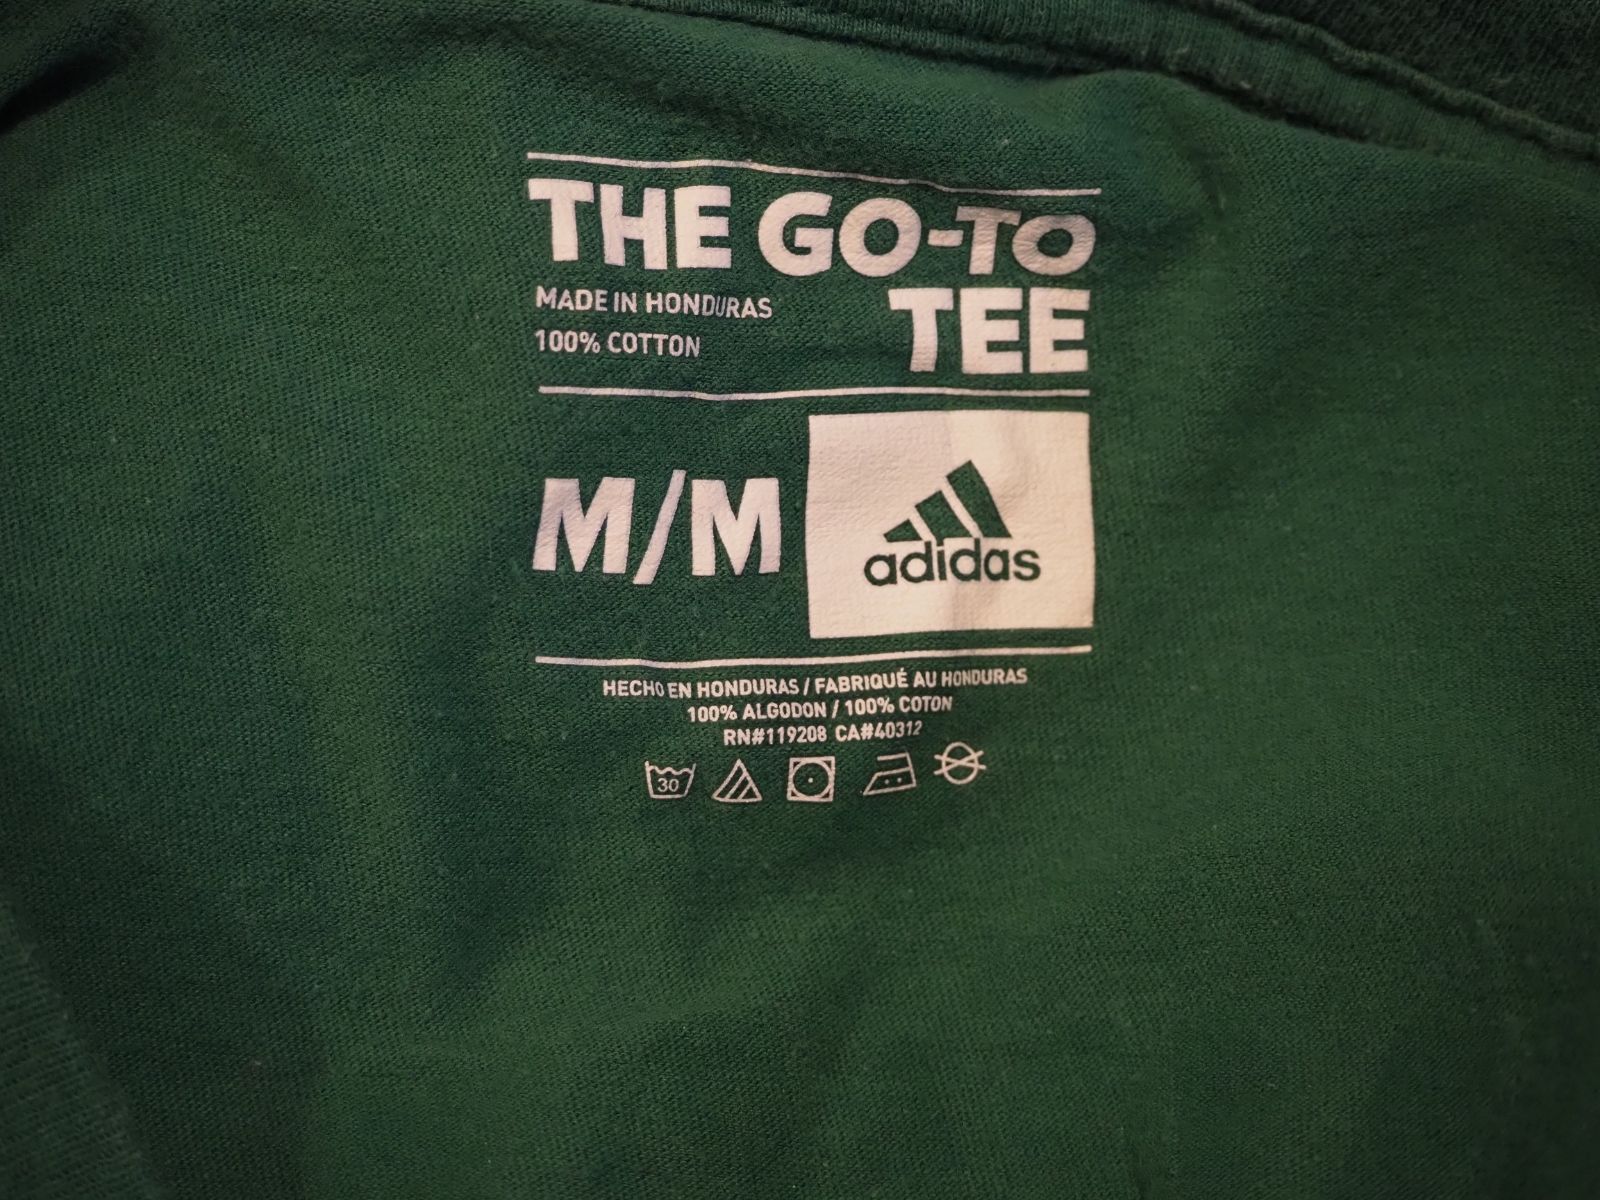 THE GO-TO
TEE
MADE IN HONDURAS
100% COTTON
M/M
adidas
HECHO EN HONDURAS / FABRIQUÉ AU HONDURAS
100% ALGODON / 100% COTON
RN#119208 CA#40312
30